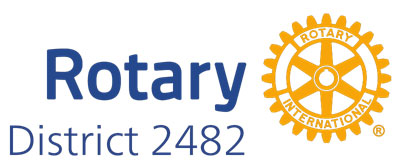 Rotary
District 2482
ROTARY
INTERNATIONAL
®